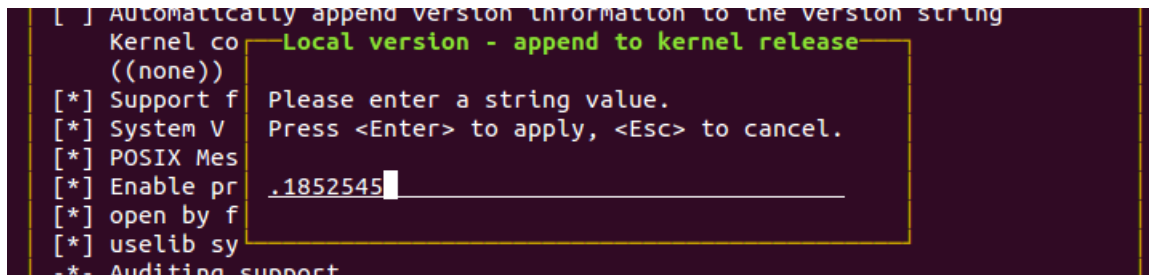 [ ] Automatically append version information to the version string
Kernel co
Local version - append to kernel release
((none))
[*] Support f
Please enter a string value.
[*] System V
Press <Enter> to apply, <Esc> to cancel.
[*] POSIX Mes
[*] Enable pr
.1852545
[*] open by f
[*] uselib sy
-*- Auditing support